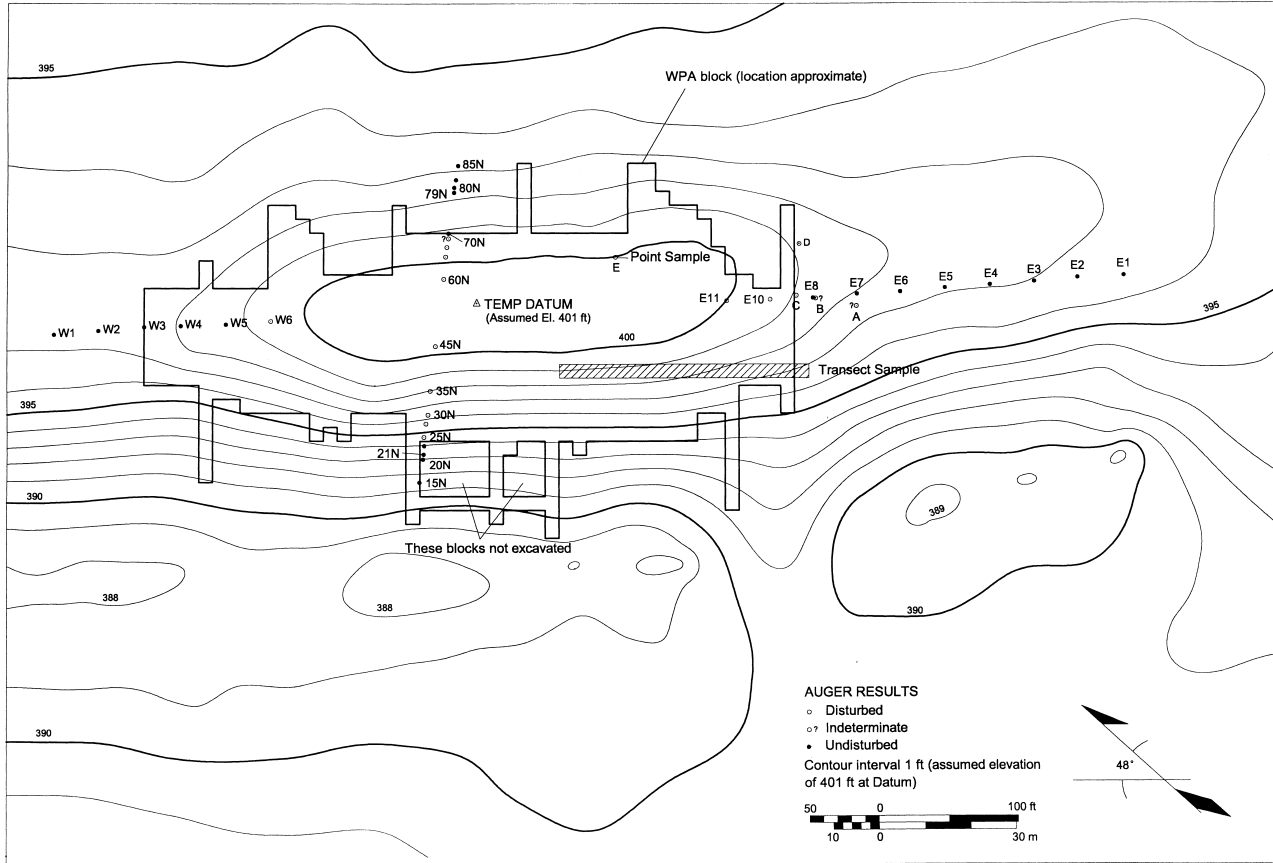 395
WPA block (location approximate)
85N
80N
79N
70N
?
D
E
Point Sample
60N
E1
E2
E3
E4
E5
E6
E7
E8
TEMP DATUM
(Assumed El. 401 ft)
E11
E10
C
?
B
?
A
395
W1
W2
W3
W4
W5
W6
400
45N
Transect Sample
35N
395
30N
25N
21N
20N
15N
390
389
These blocks not excavated
388
388
390
390
AUGER RESULTS
Disturbed
? Indeterminate
Undisturbed
Contour interval 1 ft (assumed elevation
of 401 ft at Datum)
48°
50 0 100 ft
10 0 30 m